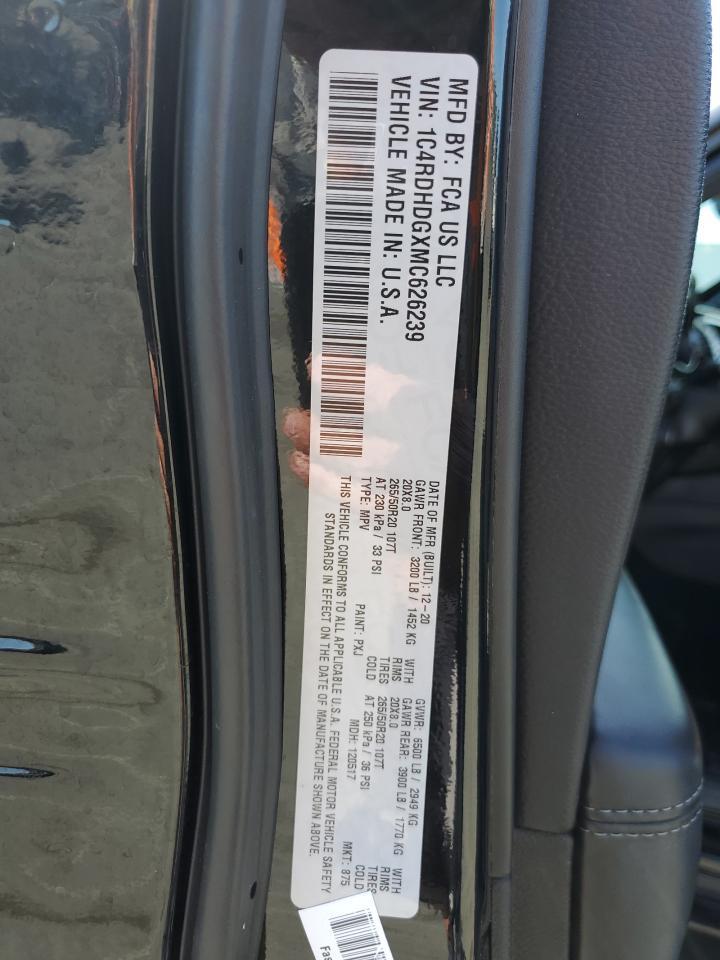 MFD BY: FCA US LLC
VIN: 1C4RDHDGXMC626239
VEHICLE MADE IN: U.S.A.
DATE OF MFR (BUILT): 12-20 GVWR: 6500 LB / 2949 KG
GAWR FRONT: 3200 LB / 1452 KG WITH GAWR REAR: 3900 LB / 1770 KG WITH
20X8.0 RIMS 20X8.0 RIMS
265/50R20 107T TIRES 265/50R20 107T TIRES
AT 230 kPa / 33 PSI COLD AT 250 kPa / 36 PSI COLD
TYPE: MPV PAINT: PXJ MDH: 120517 MKT: 875
THIS VEHICLE CONFORMS TO ALL APPLICABLE U.S.A. FEDERAL MOTOR VEHICLE SAFETY
STANDARDS IN EFFECT ON THE DATE OF MANUFACTURE SHOWN ABOVE.